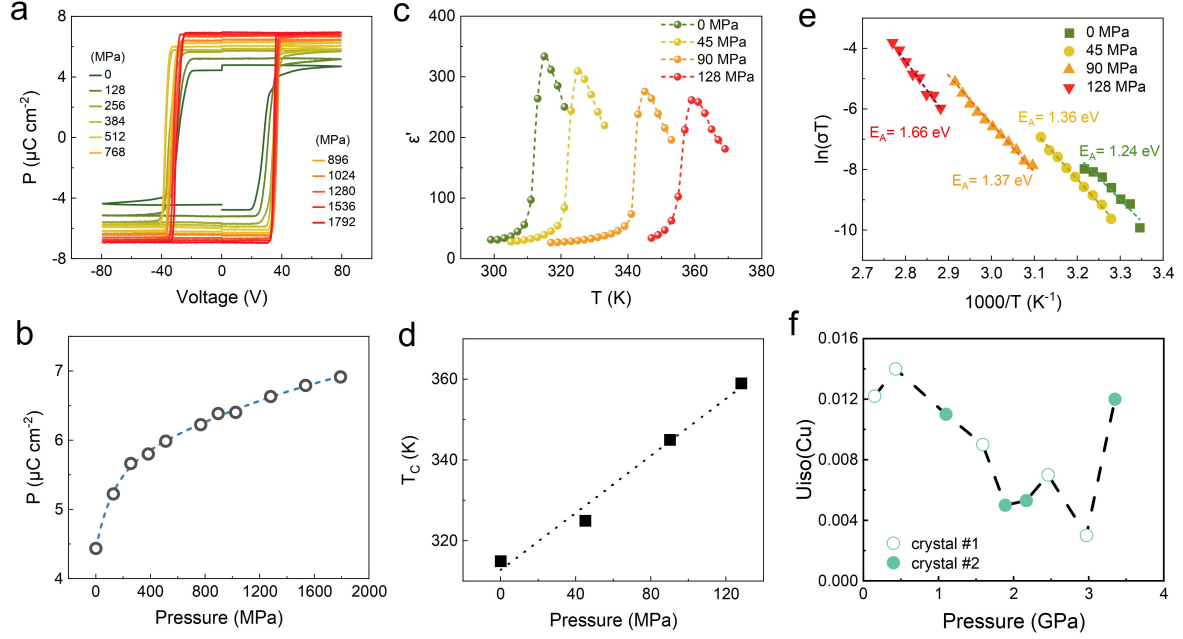 a
8
4
0
-4
-8
P (μC cm⁻²)
(MPa)
0
128
256
384
512
768
(MPa)
896
1024
1280
1536
1792
-80
-40
0
40
80
Voltage (V)
c
400
300
200
100
0
ε'
0 MPa
45 MPa
90 MPa
128 MPa
300
320
340
360
380
T (K)
e
-4
-6
-8
-10
ln(σT)
0 MPa
45 MPa
90 MPa
128 MPa
E_A= 1.36 eV
E_A= 1.66 eV
E_A= 1.24 eV
E_A= 1.37 eV
2.7
2.8
2.9
3.0
3.1
3.2
3.3
3.4
1000/T (K⁻¹)
b
7
6
5
4
P (μC cm⁻²)
0
400
800
1200
1600
2000
Pressure (MPa)
d
360
340
320
T_C (K)
0
40
80
120
Pressure (MPa)
f
0.016
0.012
0.008
0.004
0.000
Uiso(Cu)
crystal #1
crystal #2
0
1
2
3
4
Pressure (GPa)